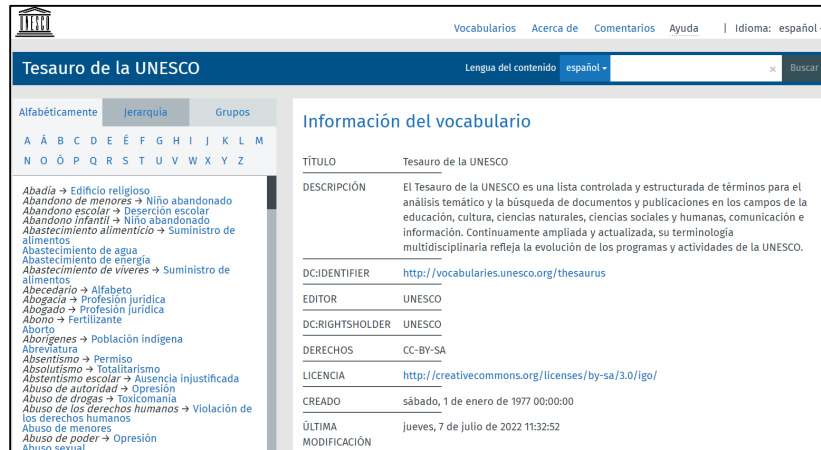 UNESCO
Vocabularios Acerca de Comentarios Ayuda | Idioma: español
Tesauro de la UNESCO
Lengua del contenido español
× Buscar
Alfabéticamente Jerarquía Grupos
A Á B C D E É F G H I J K L M
N O Ó P Q R S T U V W X Y Z
Abadía → Edificio religioso
Abandono de menores → Niño abandonado
Abandono escolar → Deserción escolar
Abandono infantil → Niño abandonado
Abastecimiento alimenticio → Suministro de
alimentos
Abastecimiento de agua
Abastecimiento de energía
Abastecimiento de víveres → Suministro de
alimentos
Abecedario → Alfabeto
Abogacía → Profesión jurídica
Abogado → Profesión jurídica
Abono → Fertilizante
Aborto
Aborígenes → Población indígena
Abreviatura
Absentismo → Permiso
Absolutismo → Totalitarismo
Abstentismo escolar → Ausencia injustificada
Abuso de autoridad → Opresión
Abuso de drogas → Toxicomanía
Abuso de los derechos humanos → Violación de
los derechos humanos
Abuso de menores
Abuso de poder → Opresión
Abuso sexual
Información del vocabulario
TÍTULO Tesauro de la UNESCO
DESCRIPCIÓN El Tesauro de la UNESCO es una lista controlada y estructurada de términos para el
análisis temático y la búsqueda de documentos y publicaciones en los campos de la
educación, cultura, ciencias naturales, ciencias sociales y humanas, comunicación e
información. Continuamente ampliada y actualizada, su terminología
multidisciplinaria refleja la evolución de los programas y actividades de la UNESCO.
DC:IDENTIFIER http://vocabularies.unesco.org/thesaurus
EDITOR UNESCO
DC:RIGHTSHOLDER UNESCO
DERECHOS CC-BY-SA
LICENCIA http://creativecommons.org/licenses/by-sa/3.0/igo/
CREADO sábado, 1 de enero de 1977 00:00:00
ÚLTIMA jueves, 7 de julio de 2022 11:32:52
MODIFICACIÓN